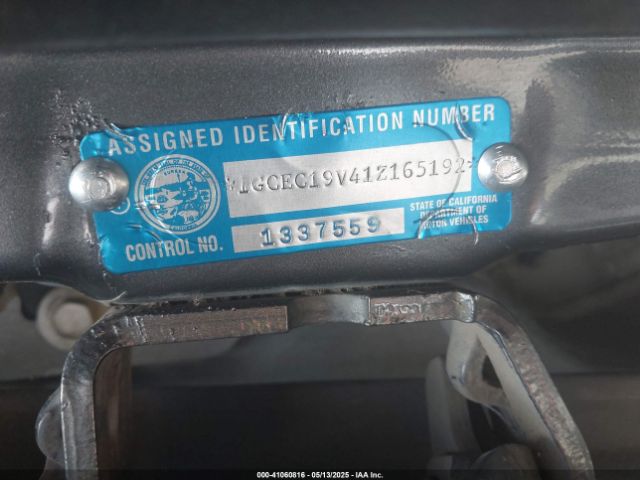 ASSIGNED IDENTIFICATION NUMBER
*1GCEC19V41Z165192*
CONTROL NO. 1337559
STATE OF CALIFORNIA
DEPARTMENT OF
MOTOR VEHICLES
000-41060816 - 05/13/2025 - IAA Inc.